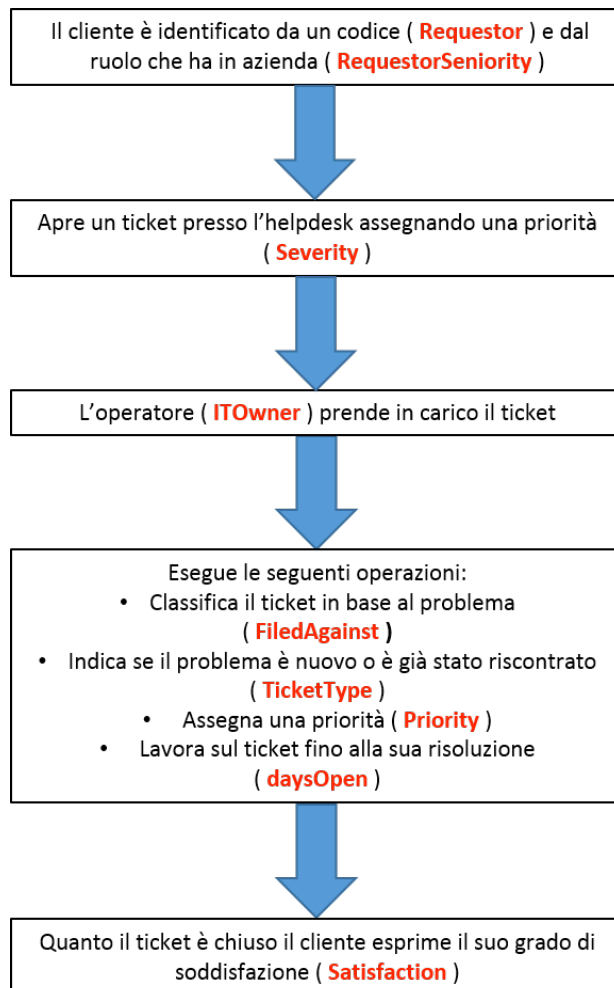 Il cliente è identificato da un codice ( Requestor ) e dal
ruolo che ha in azienda ( RequestorSeniority )
Apre un ticket presso l’helpdesk assegnando una priorità
( Severity )
L’operatore ( ITOwner ) prende in carico il ticket
Esegue le seguenti operazioni:
• Classifica il ticket in base al problema
( FiledAgainst )
• Indica se il problema è nuovo o è già stato riscontrato
( TicketType )
• Assegna una priorità ( Priority )
• Lavora sul ticket fino alla sua risoluzione
( daysOpen )
Quanto il ticket è chiuso il cliente esprime il suo grado di
soddisfazione ( Satisfaction )